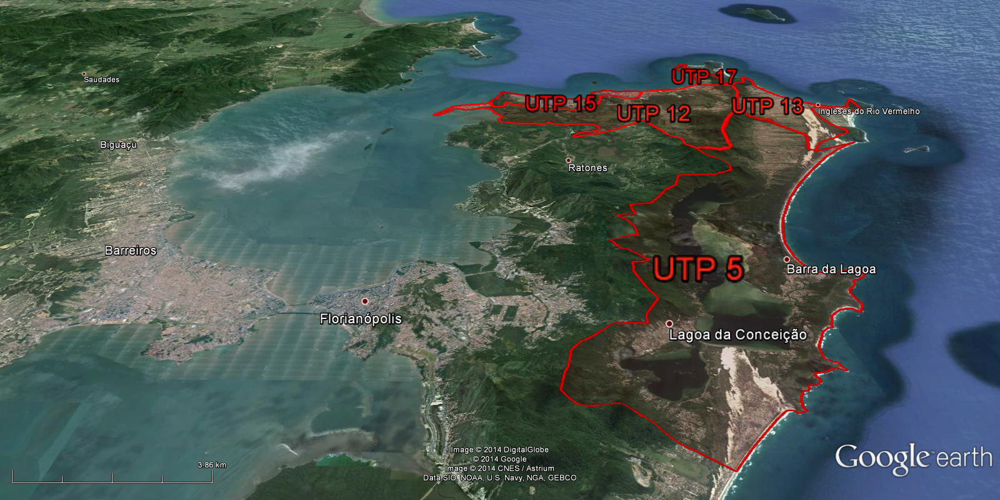 UTP 17
Saudades
UTP 15
UTP 12
UTP 13
Ingleses do Rio Vermelho
Biguaçu
Ratones
Barreiros
UTP 5
Barra da Lagoa
Florianópolis
Lagoa da Conceição
Image © 2014 DigitalGlobe
© 2014 Google
Image © 2014 CNES / Astrium
Data SIO, NOAA, U.S. Navy, NGA, GEBCO
3.86 km
Google™ earth